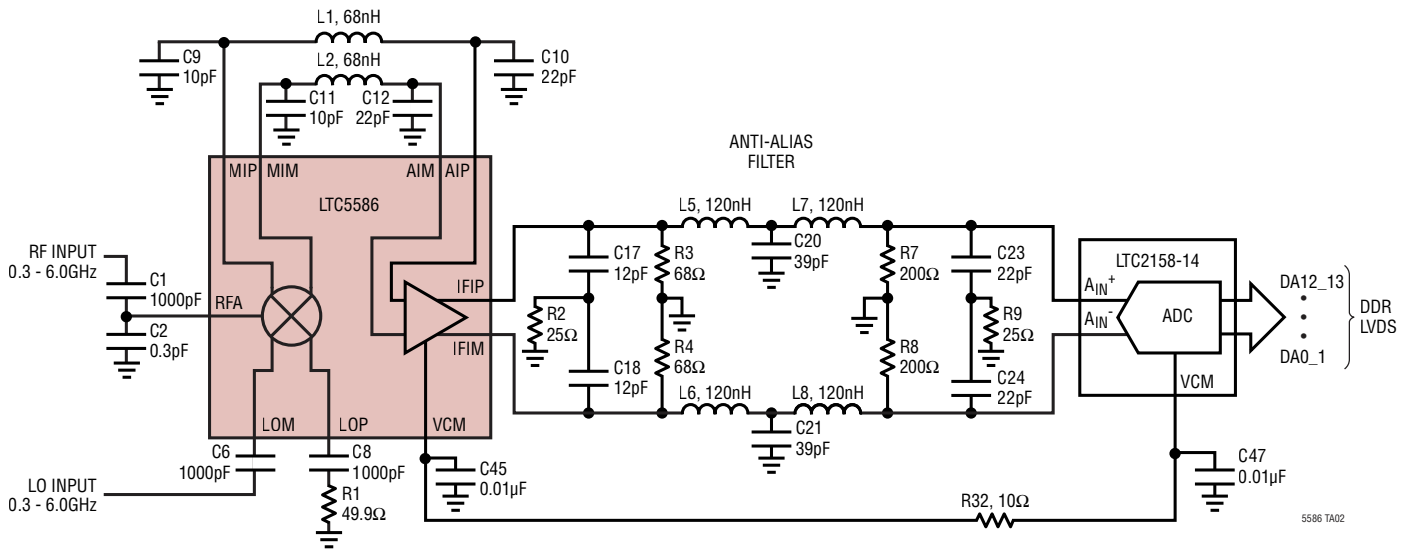 L1, 68nH
C9
10pF
L2, 68nH
C10
22pF
C11
10pF
C12
22pF
ANTI-ALIAS
FILTER
MIP
MIM
AIM
AIP
LTC5586
L5, 120nH
L7, 120nH
RF INPUT
0.3 - 6.0GHz
C1
1000pF
RFA
C2
0.3pF
IFIP
IFIM
C17
12pF
R3
68Ω
C20
39pF
R7
200Ω
C23
22pF
R2
25Ω
R9
25Ω
C18
12pF
R4
68Ω
R8
200Ω
C24
22pF
LTC2158-14
AIN+
AIN-
ADC
VCM
DA12_13
DA0_1
DDR
LVDS
L6, 120nH
L8, 120nH
C21
39pF
LOM
LOP
VCM
C6
1000pF
C8
1000pF
LO INPUT
0.3 - 6.0GHz
R1
49.9Ω
C45
0.01µF
C47
0.01µF
R32, 10Ω
5586 TA02